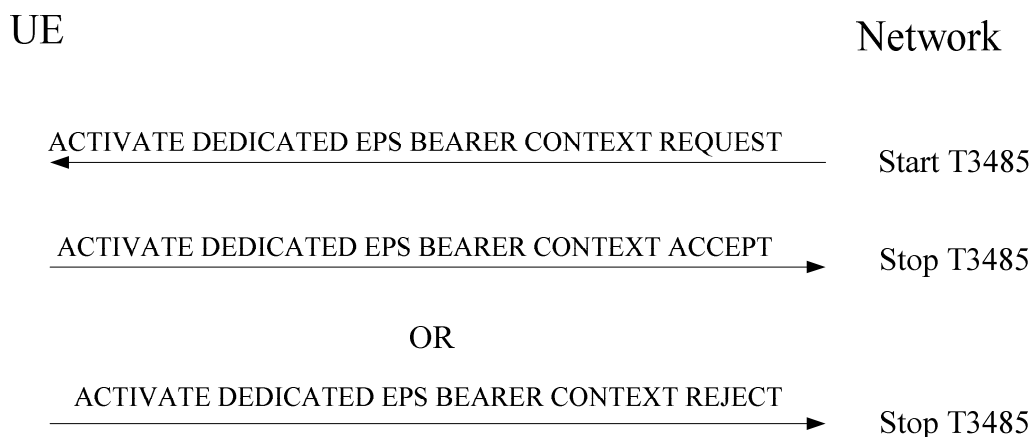 UE
Network
ACTIVATE DEDICATED EPS BEARER CONTEXT REQUEST
Start T3485
ACTIVATE DEDICATED EPS BEARER CONTEXT ACCEPT
Stop T3485
OR
ACTIVATE DEDICATED EPS BEARER CONTEXT REJECT
Stop T3485